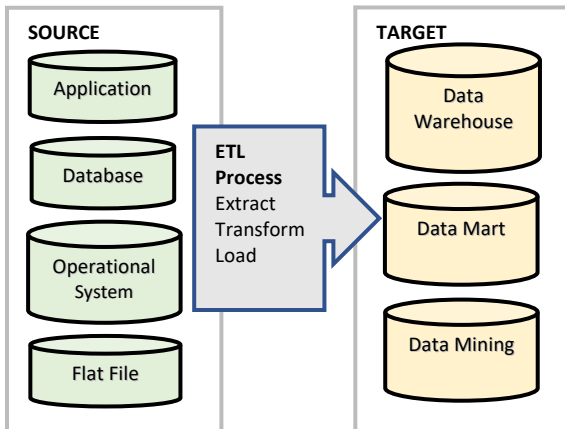 SOURCE
Application
Database
Operational
System
Flat File
ETL
Process
Extract
Transform
Load
TARGET
Data
Warehouse
Data Mart
Data Mining